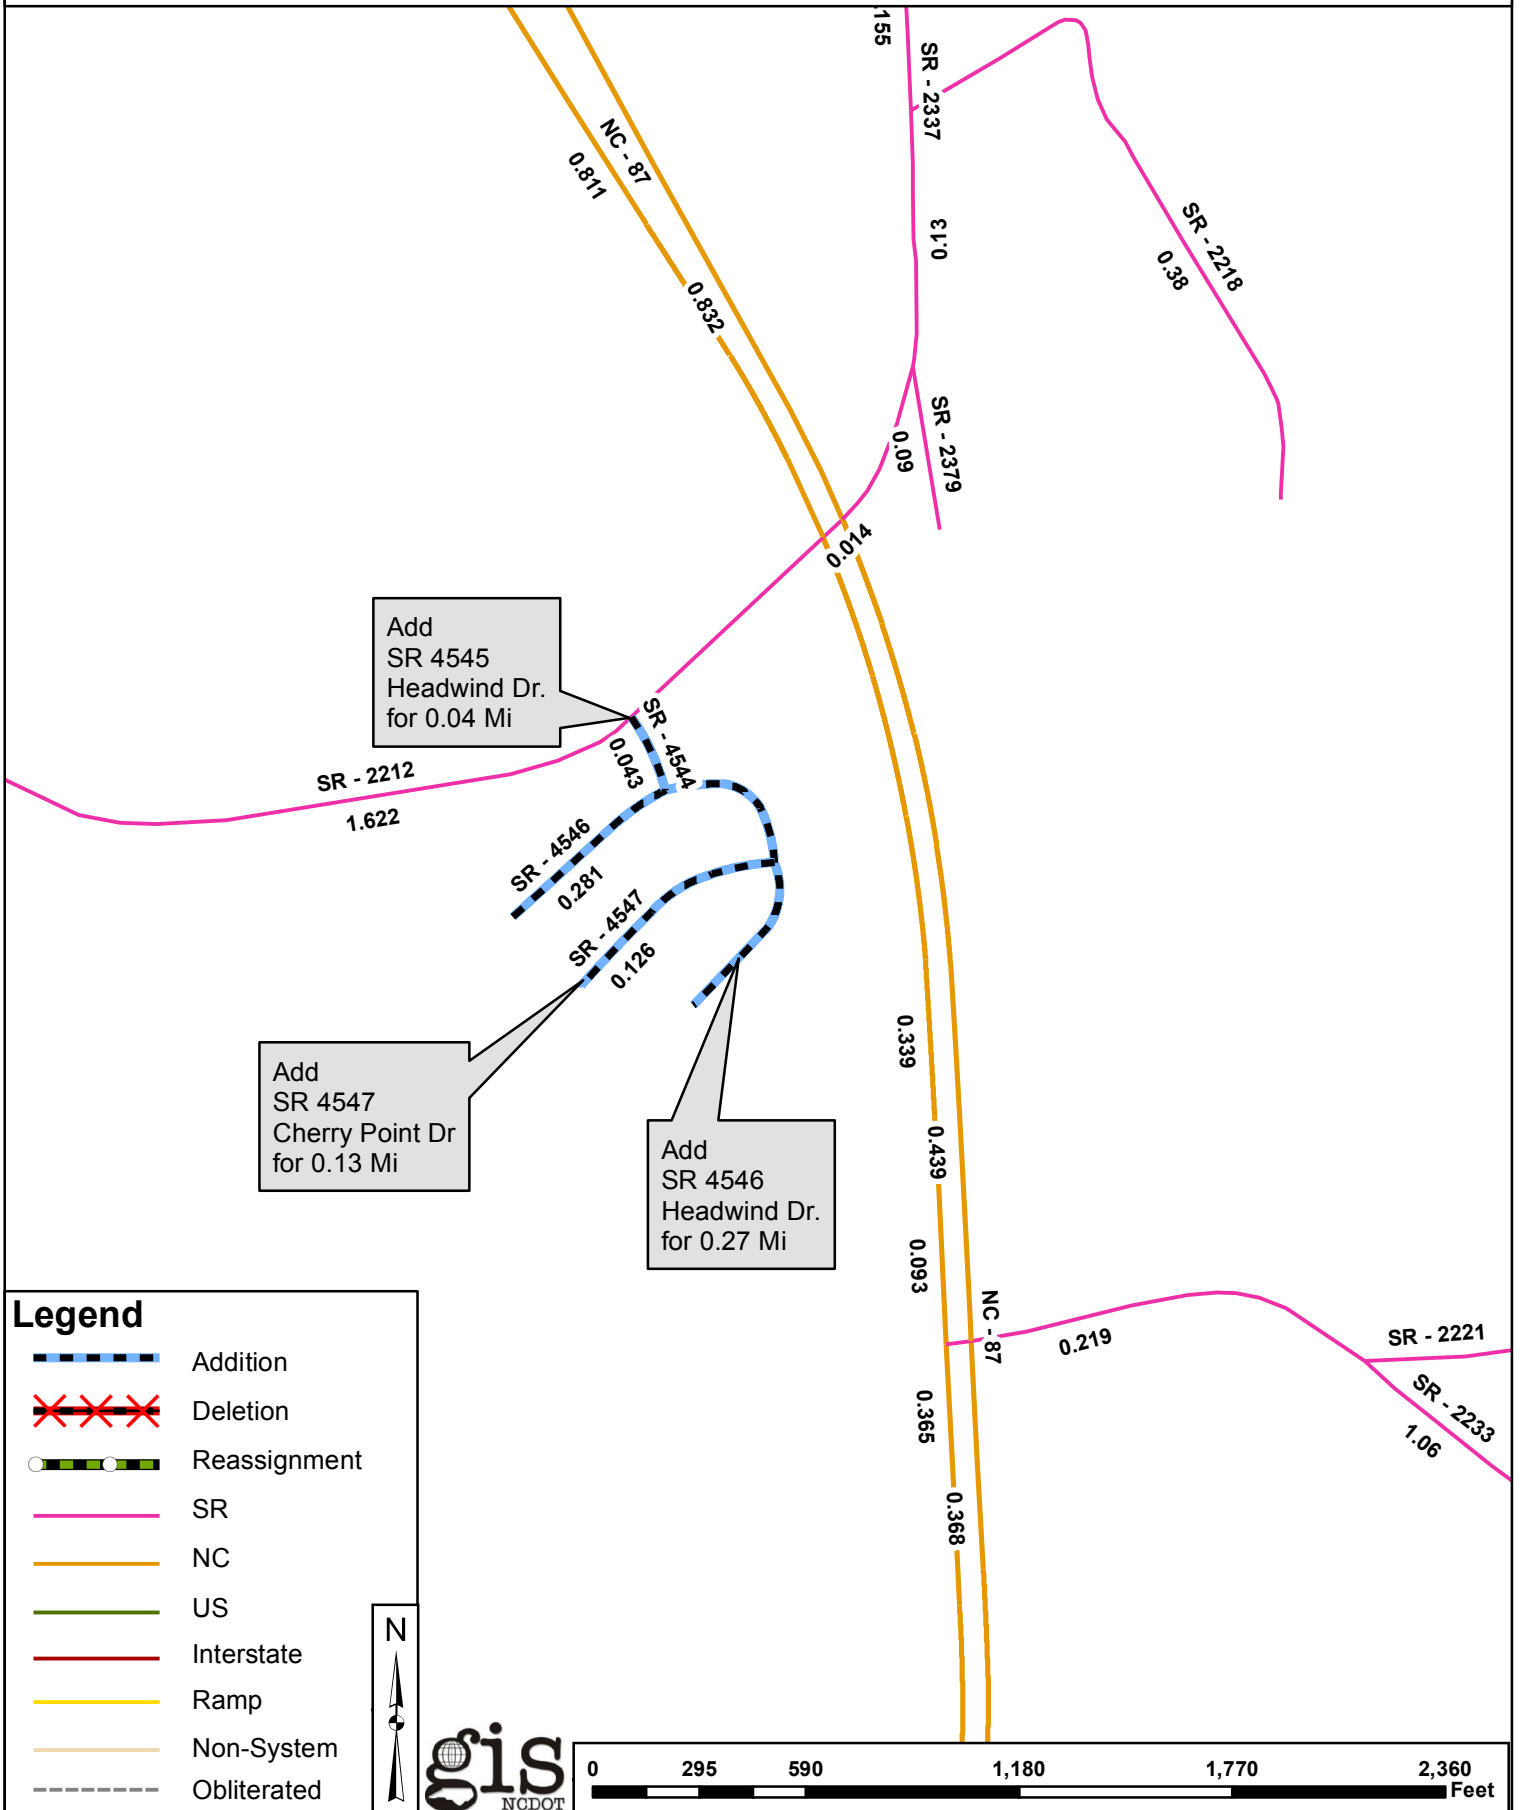 .155
SR - 2337
NC - 87
0.811
0.13
SR - 2218
0.38
0.832
SR - 2379
0.09
0.014
Add
SR 4545
Headwind Dr.
for 0.04 Mi
SR - 4544
0.043
SR - 2212
1.622
SR - 4546
0.281
SR - 4547
0.126
0.339
Add
SR 4547
Cherry Point Dr
for 0.13 Mi
Add
SR 4546
Headwind Dr.
for 0.27 Mi
0.439
0.093
NC - 87
0.219
SR - 2221
SR - 2233
1.06
0.365
0.368
Legend
Addition
Deletion
Reassignment
SR
NC
US
Interstate
Ramp
Non-System
Obliterated
N
gis
NCDOT
0 295 590 1,180 1,770 2,360
Feet